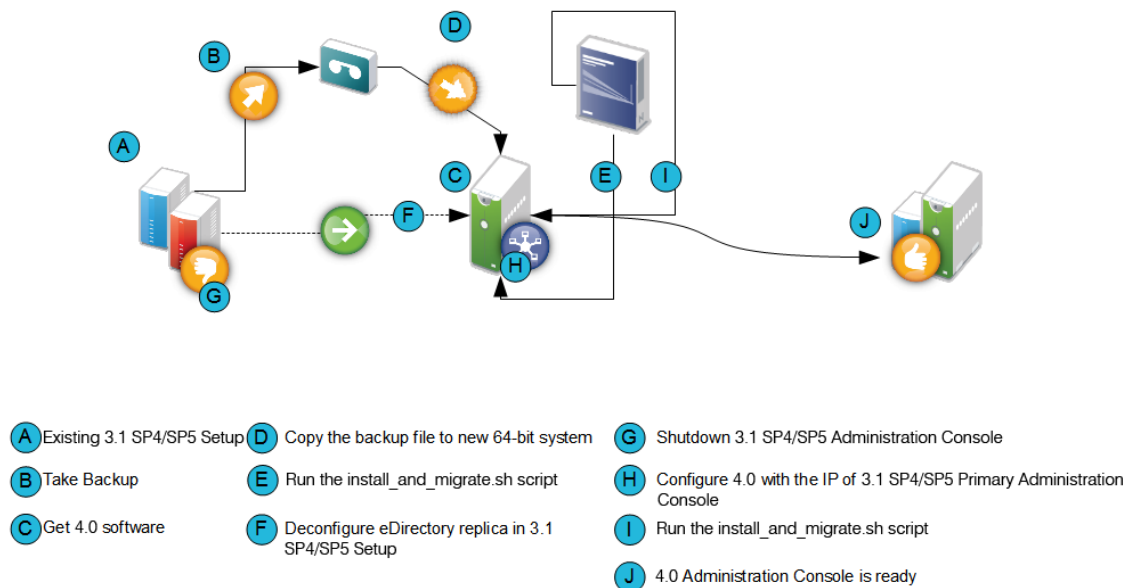 B
D
A
C
E
I
F
J
H
G
A Existing 3.1 SP4/SP5 Setup
B Take Backup
C Get 4.0 software
D Copy the backup file to new 64-bit system
E Run the install_and_migrate.sh script
F Deconfigure eDirectory replica in 3.1
SP4/SP5 Setup
G Shutdown 3.1 SP4/SP5 Administration Console
H Configure 4.0 with the IP of 3.1 SP4/SP5 Primary Administration
Console
I Run the install_and_migrate.sh script
J 4.0 Administration Console is ready